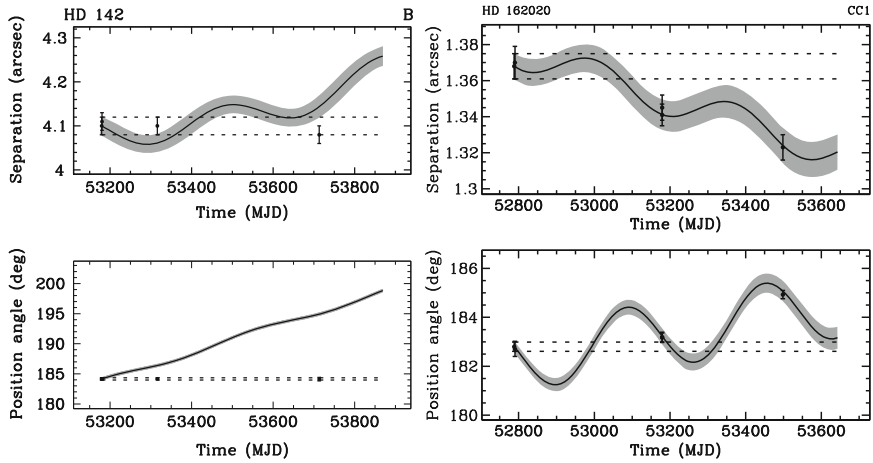 HD 142 B
Separation (arcsec)
4.3
4.2
4.1
4
53200 53400 53600 53800
Time (MJD)
Position angle (deg)
200
195
190
185
180
53200 53400 53600 53800
Time (MJD)
HD 162020 CC1
Separation (arcsec)
1.38
1.36
1.34
1.32
1.3
52800 53000 53200 53400 53600
Time (MJD)
Position angle (deg)
186
184
182
180
52800 53000 53200 53400 53600
Time (MJD)